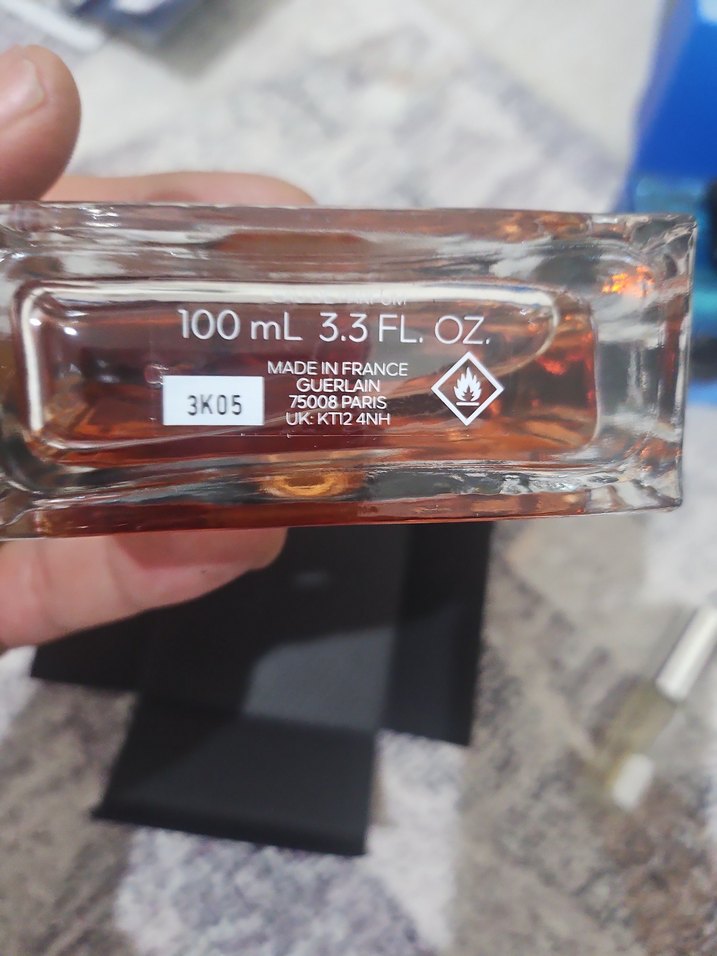 100 mL 3.3 FL. OZ.
MADE IN FRANCE
GUERLAIN
75008 PARIS
UK: KT12 4NH
3K05